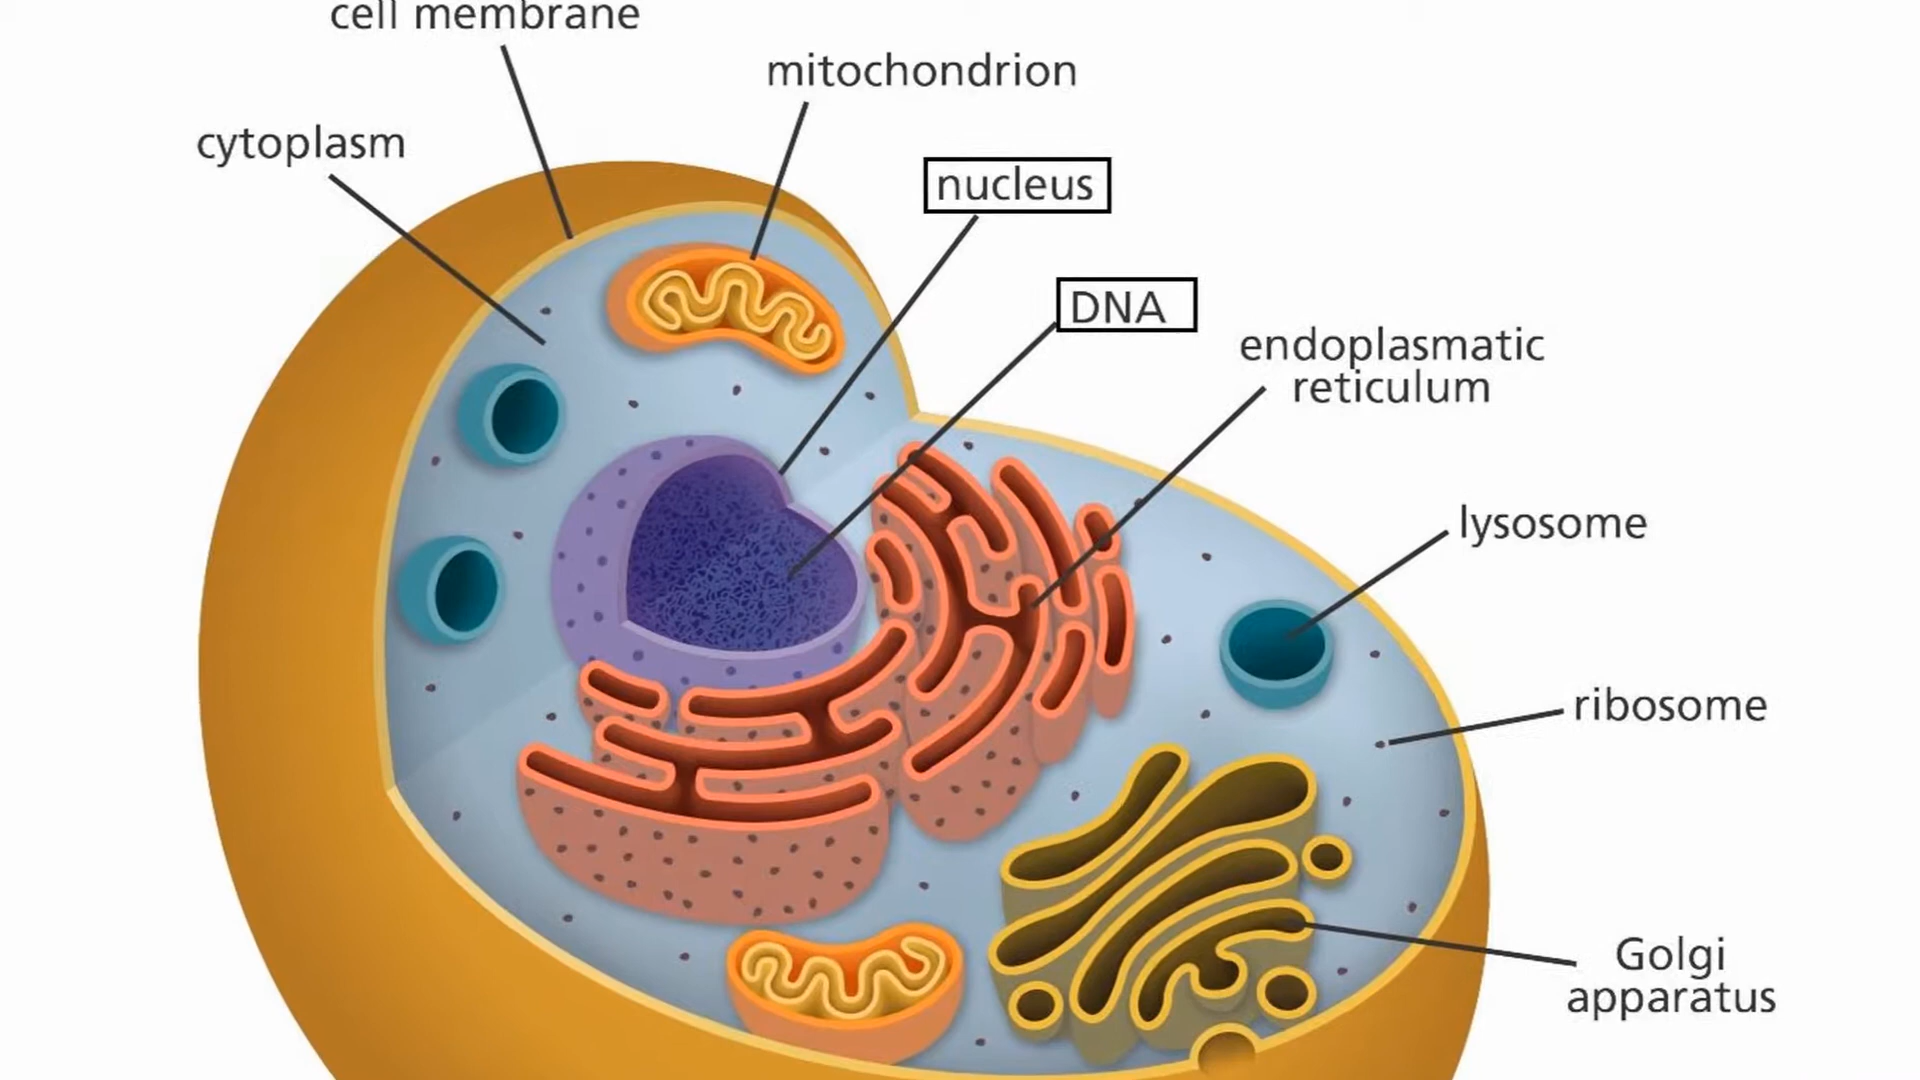 cell membrane
mitochondrion
cytoplasm
nucleus
DNA
endoplasmatic
reticulum
lysosome
ribosome
Golgi
apparatus